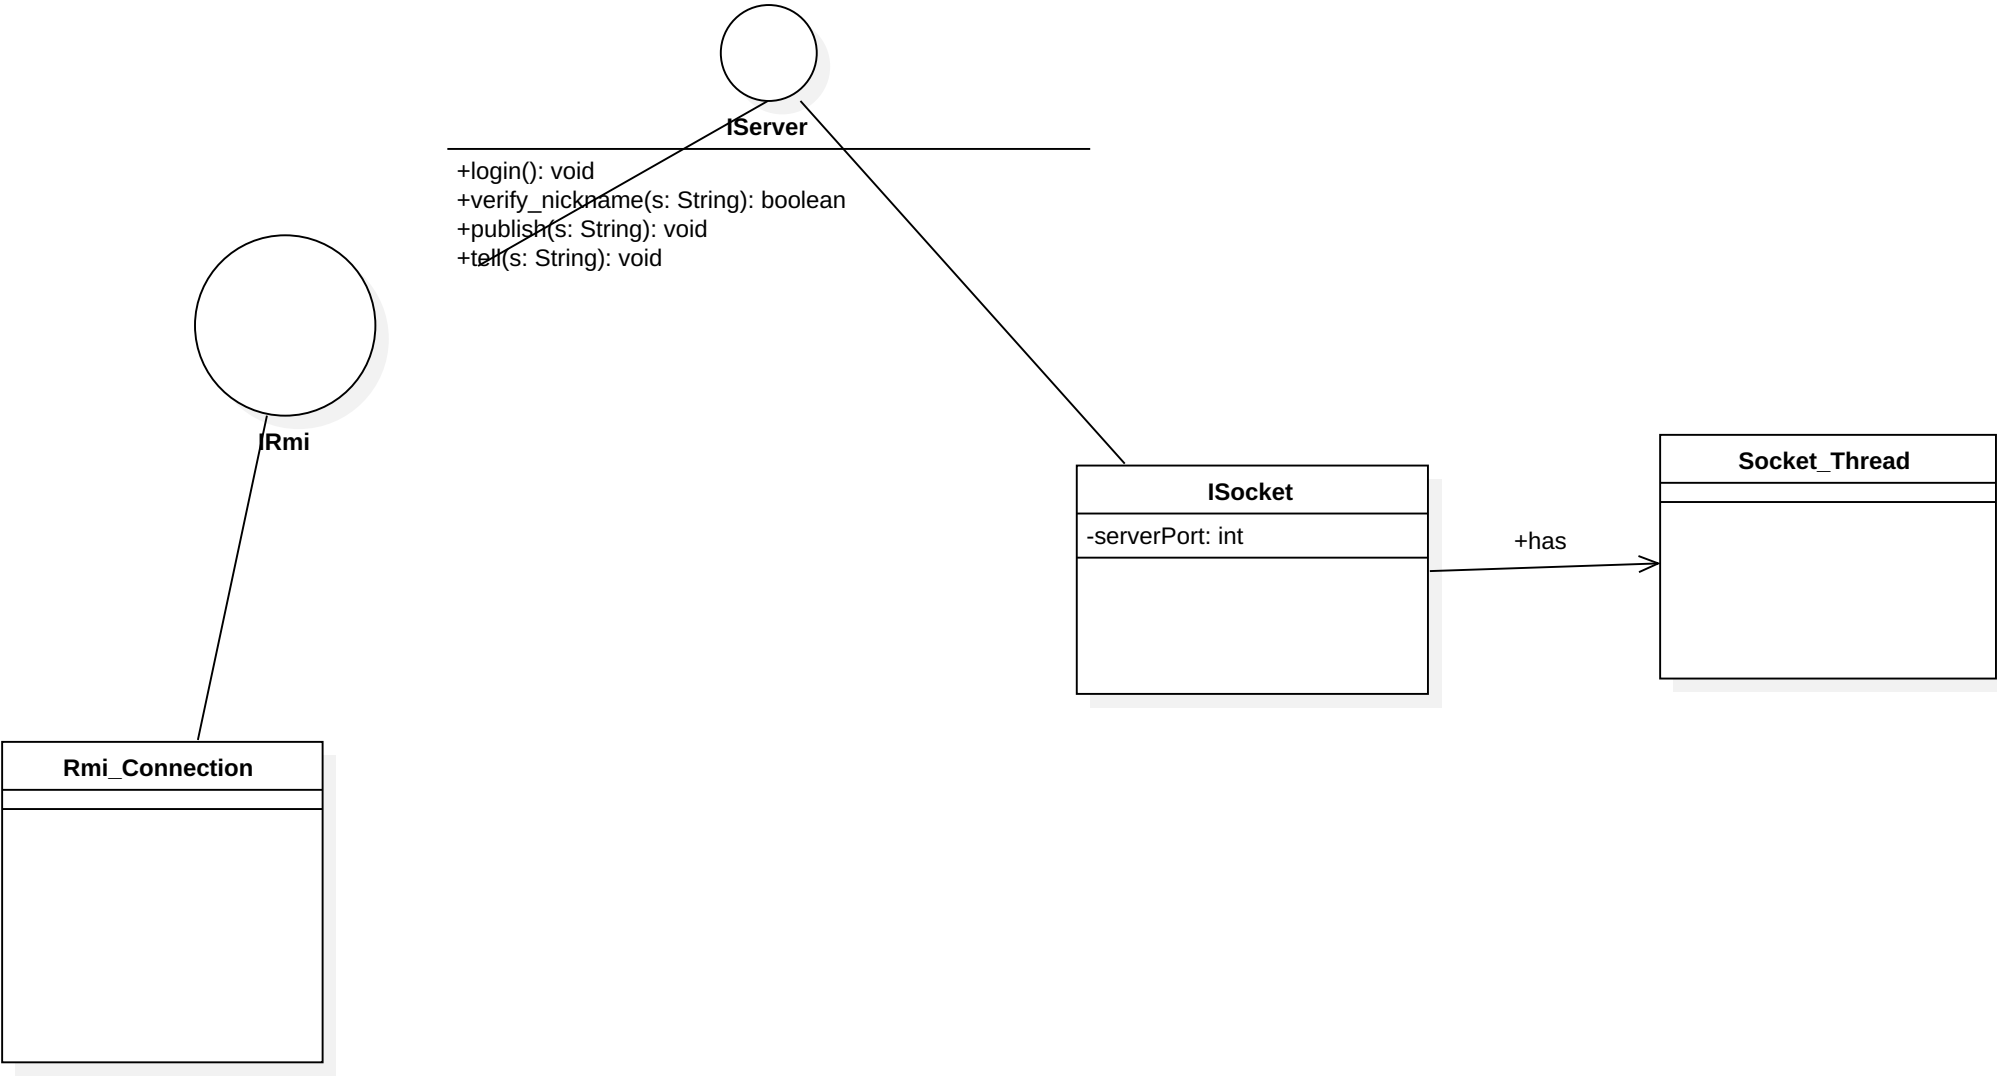 IServer
+login(): void
+verify_nickname(s: String): boolean
+publish(s: String): void
+tell(s: String): void
IRmi
ISocket
-serverPort: int
+has
Socket_Thread
Rmi_Connection